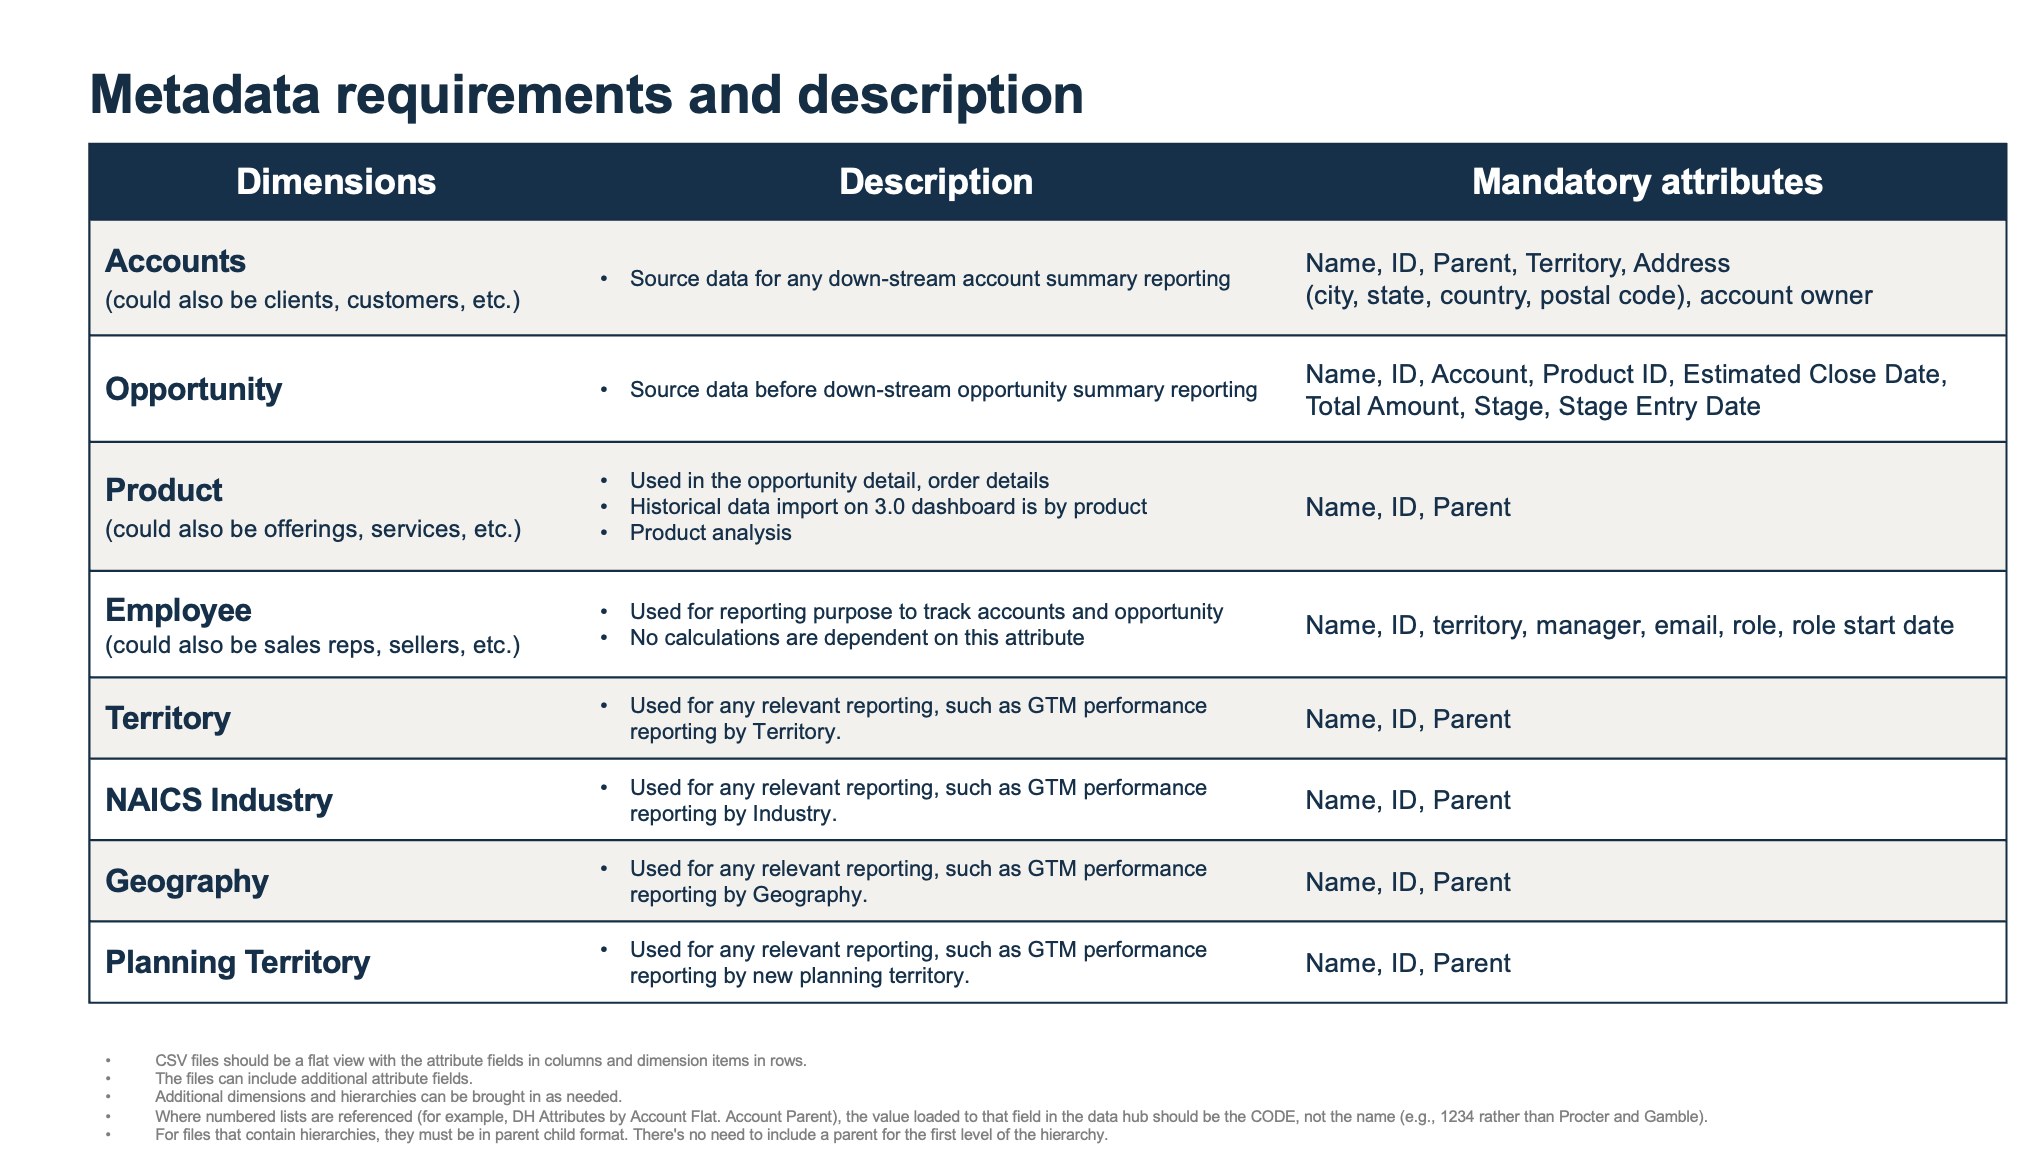 Metadata requirements and description
Dimensions
Description
Mandatory attributes
Accounts
(could also be clients, customers, etc.)
• Source data for any down-stream account summary reporting
Name, ID, Parent, Territory, Address
(city, state, country, postal code), account owner
Opportunity
• Source data before down-stream opportunity summary reporting
Name, ID, Account, Product ID, Estimated Close Date,
Total Amount, Stage, Stage Entry Date
Product
(could also be offerings, services, etc.)
• Used in the opportunity detail, order details
• Historical data import on 3.0 dashboard is by product
• Product analysis
Name, ID, Parent
Employee
(could also be sales reps, sellers, etc.)
• Used for reporting purpose to track accounts and opportunity
• No calculations are dependent on this attribute
Name, ID, territory, manager, email, role, role start date
Territory
• Used for any relevant reporting, such as GTM performance
reporting by Territory.
Name, ID, Parent
NAICS Industry
• Used for any relevant reporting, such as GTM performance
reporting by Industry.
Name, ID, Parent
Geography
• Used for any relevant reporting, such as GTM performance
reporting by Geography.
Name, ID, Parent
Planning Territory
• Used for any relevant reporting, such as GTM performance
reporting by new planning territory.
Name, ID, Parent
• CSV files should be a flat view with the attribute fields in columns and dimension items in rows.
• The files can include additional attribute fields.
• Additional dimensions and hierarchies can be brought in as needed.
• Where numbered lists are referenced (for example, DH Attributes by Account Flat. Account Parent), the value loaded to that field in the data hub should be the CODE, not the name (e.g., 1234 rather than Procter and Gamble).
• For files that contain hierarchies, they must be in parent child format. There's no need to include a parent for the first level of the hierarchy.